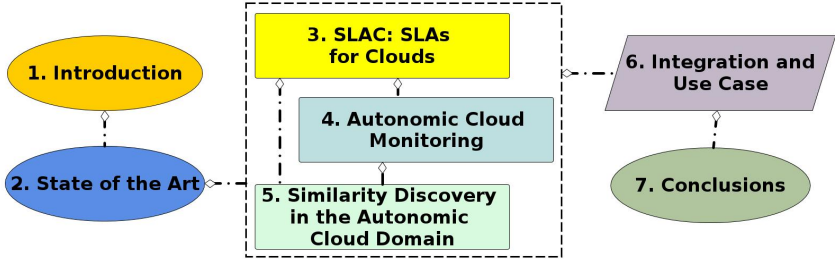 1. Introduction
2. State of the Art
3. SLAC: SLAs
for Clouds
4. Autonomic Cloud
Monitoring
5. Similarity Discovery
in the Autonomic
Cloud Domain
6. Integration and
Use Case
7. Conclusions